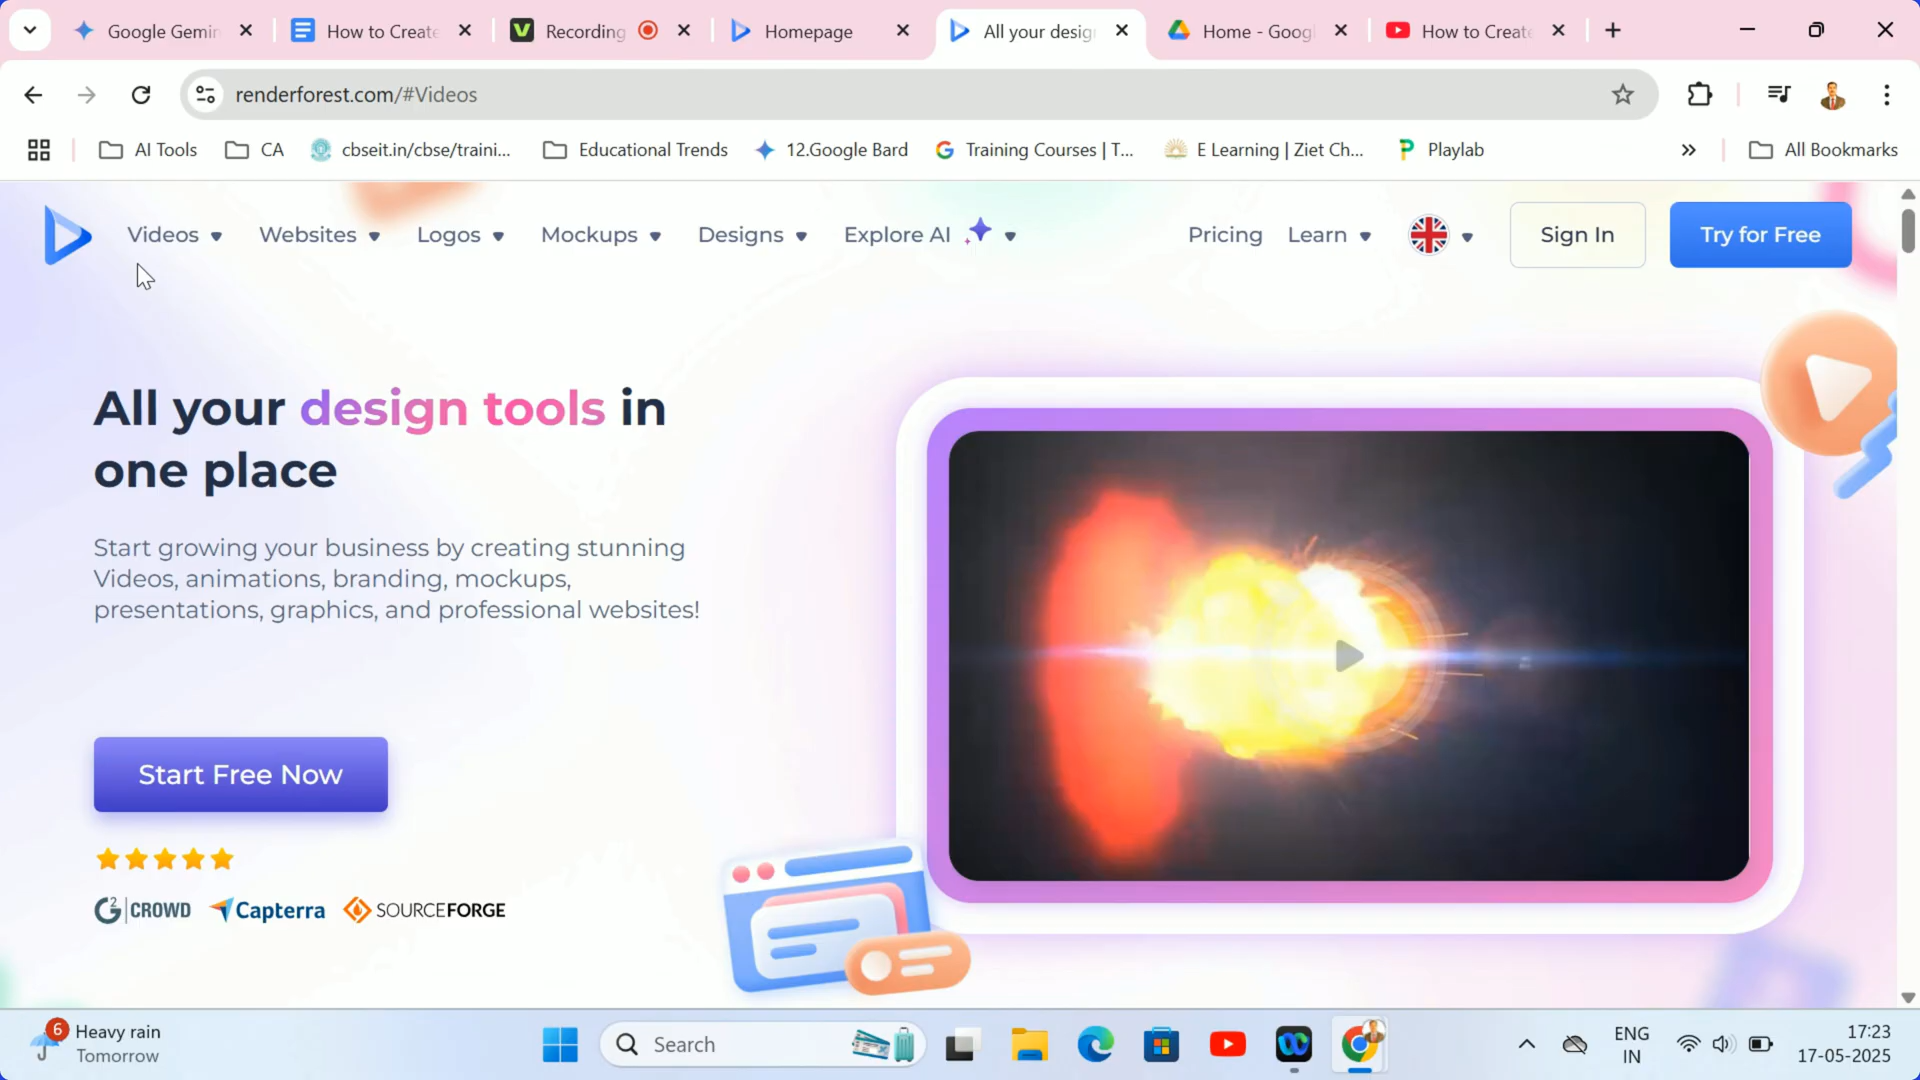 Google Gemin
How to Create
Recording
Homepage
All your desig
Home - Goog
How to Create
renderforest.com/#Videos
AI Tools
CA
cbseit.in/cbse/traini...
Educational Trends
12.Google Bard
Training Courses | T...
E Learning | Ziet Ch...
Playlab
All Bookmarks
Videos
Websites
Logos
Mockups
Designs
Explore AI
Pricing
Learn
Sign In
Try for Free
All your design tools in
one place
Start growing your business by creating stunning
Videos, animations, branding, mockups,
presentations, graphics, and professional websites!
Start Free Now
G2 | CROWD
Capterra
SOURCEFORGE
6
Heavy rain
Tomorrow
Search
ENG
IN
17:23
17-05-2025